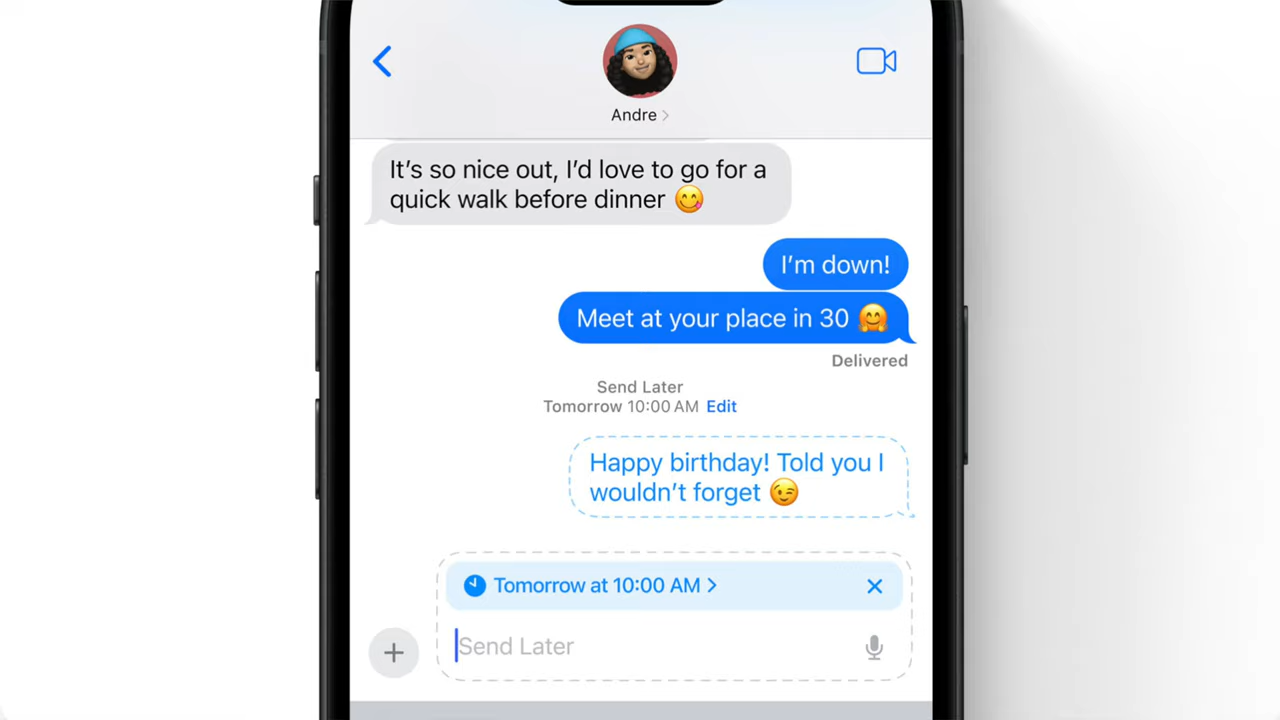 Andre
It’s so nice out, I’d love to go for a
quick walk before dinner 😋
I’m down!
Meet at your place in 30 🤗
Delivered
Send Later
Tomorrow 10:00 AM Edit
Happy birthday! Told you I
wouldn’t forget 😉
Tomorrow at 10:00 AM
Send Later